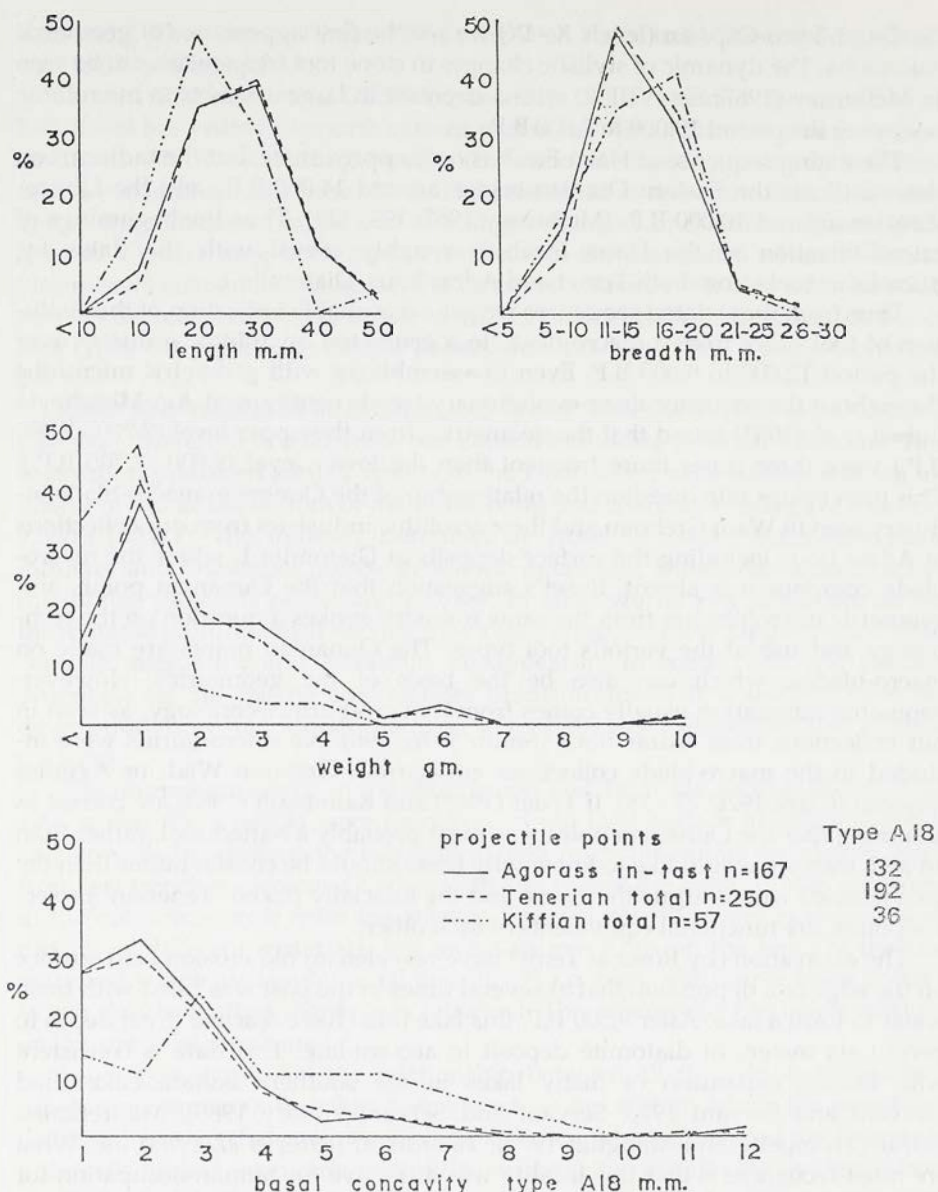 50
40
30
%
20
10
<10 10 20 30 40 50
length m.m.
50
40
30
%
20
10
<5 5-10 11-15 16-20 21-25 26-30
breadth m.m.
50
40
30
%
20
10
<1 1 2 3 4 5 6 7 8 9 10
weight gm.
projectile points Type A18
Agorass in-tast n=167 132
Tenerian total n=250 192
Kiffian total n=57 36
50
40
30
%
20
10
<1 1 2 3 4 5 6 7 8 9 10 11 12
basal concavity type A18 m.m.